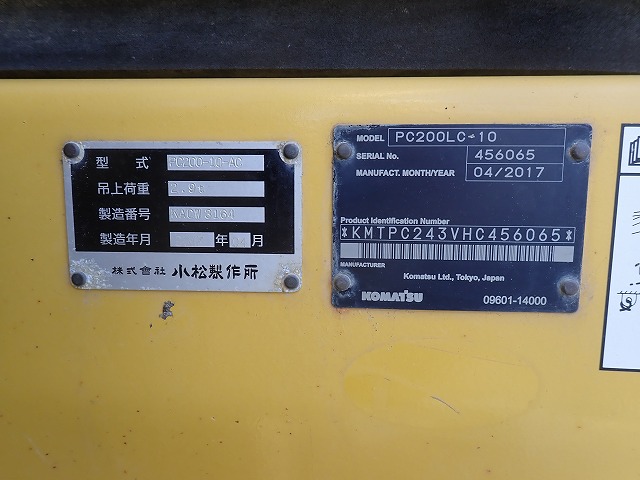 型式 PC200-10-AC
吊上荷重 2.9t
製造番号 KACW3164
製造年月 年 月
株式會社 小松製作所
MODEL PC200LC-10
SERIAL No. 456065
MANUFACT. MONTH/YEAR 04/2017
Product Identification Number
*KMTPC243VHC456065*
MANUFACTURER
Komatsu Ltd., Tokyo, Japan
KOMATSU 09601-14000